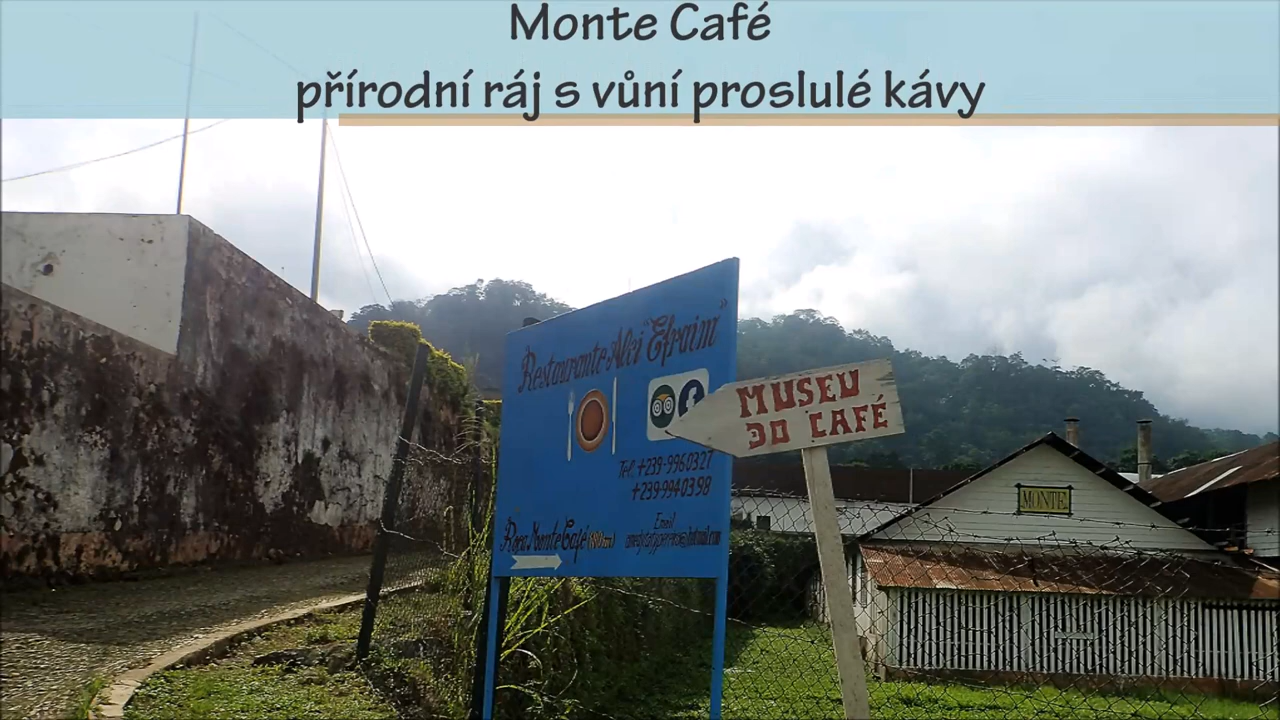 Monte Café
přírodní ráj s vůní proslulé kávy
Restaurante Alci "Efraim"
MUSEU
DO CAFÉ
Tel. +239-9960327
+239-9940398
MONTE
Email
Roça Monte Café